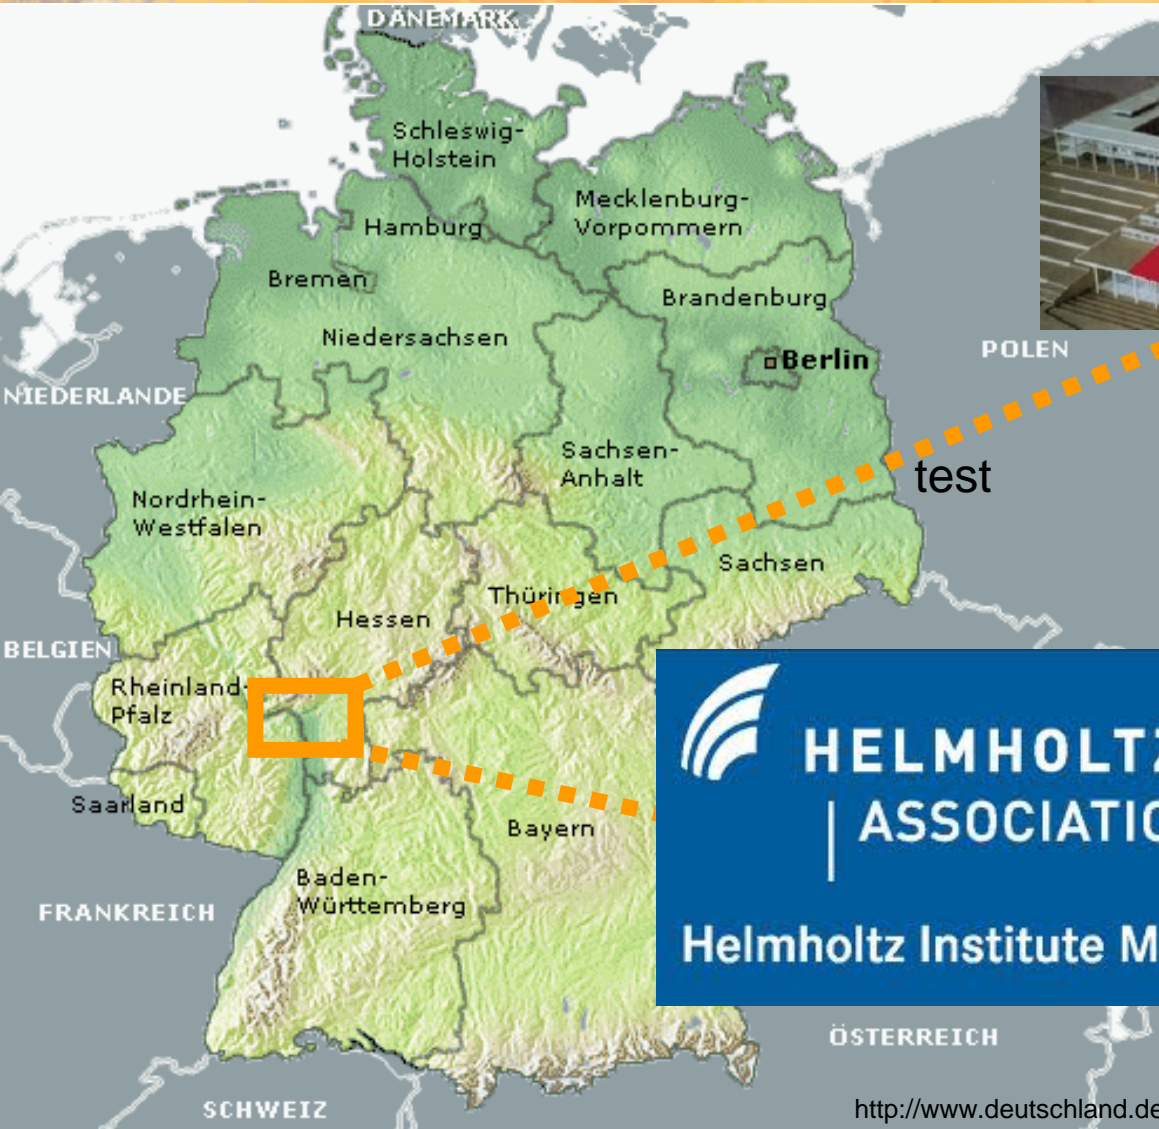 DÄNEMARK
Schleswig-
Holstein
Mecklenburg-
Vorpommern
Hamburg
Bremen
Brandenburg
Niedersachsen
Berlin
POLEN
NIEDERLANDE
Sachsen-
Anhalt
test
Nordrhein-
Westfalen
Sachsen
Thüringen
Hessen
BELGIEN
Rheinland-
Pfalz
HELMHOLTZ
ASSOCIATIO
Saarland
Bayern
Baden-
Württemberg
FRANKREICH
Helmholtz Institute M
ÖSTERREICH
SCHWEIZ
http://www.deutschland.de